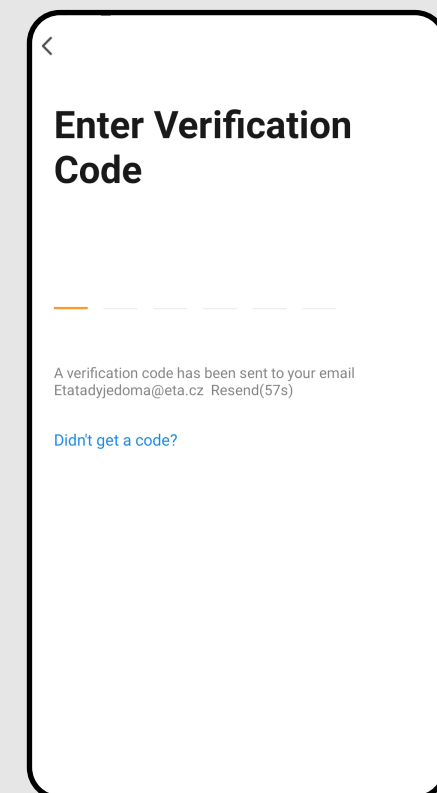 Enter Verification
Code
A verification code has been sent to your email
Etatadyjedoma@eta.cz Resend(57s)
Didn't get a code?